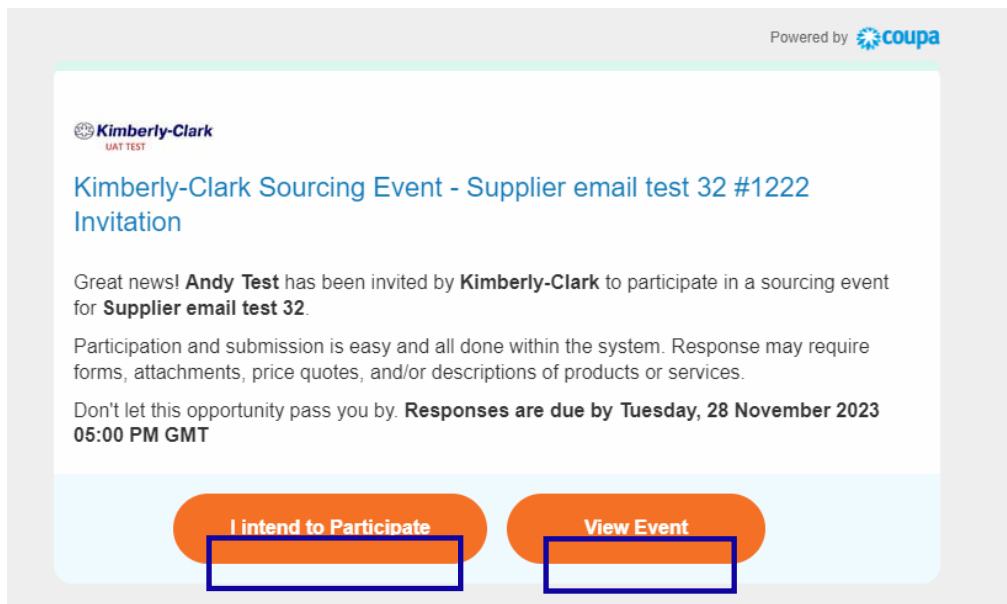 Powered by coupa
Kimberly-Clark
UAT TEST
Kimberly-Clark Sourcing Event - Supplier email test 32 #1222
Invitation
Great news! Andy Test has been invited by Kimberly-Clark to participate in a sourcing event
for Supplier email test 32.
Participation and submission is easy and all done within the system. Response may require
forms, attachments, price quotes, and/or descriptions of products or services.
Don't let this opportunity pass you by. Responses are due by Tuesday, 28 November 2023
05:00 PM GMT
I intend to Participate
View Event